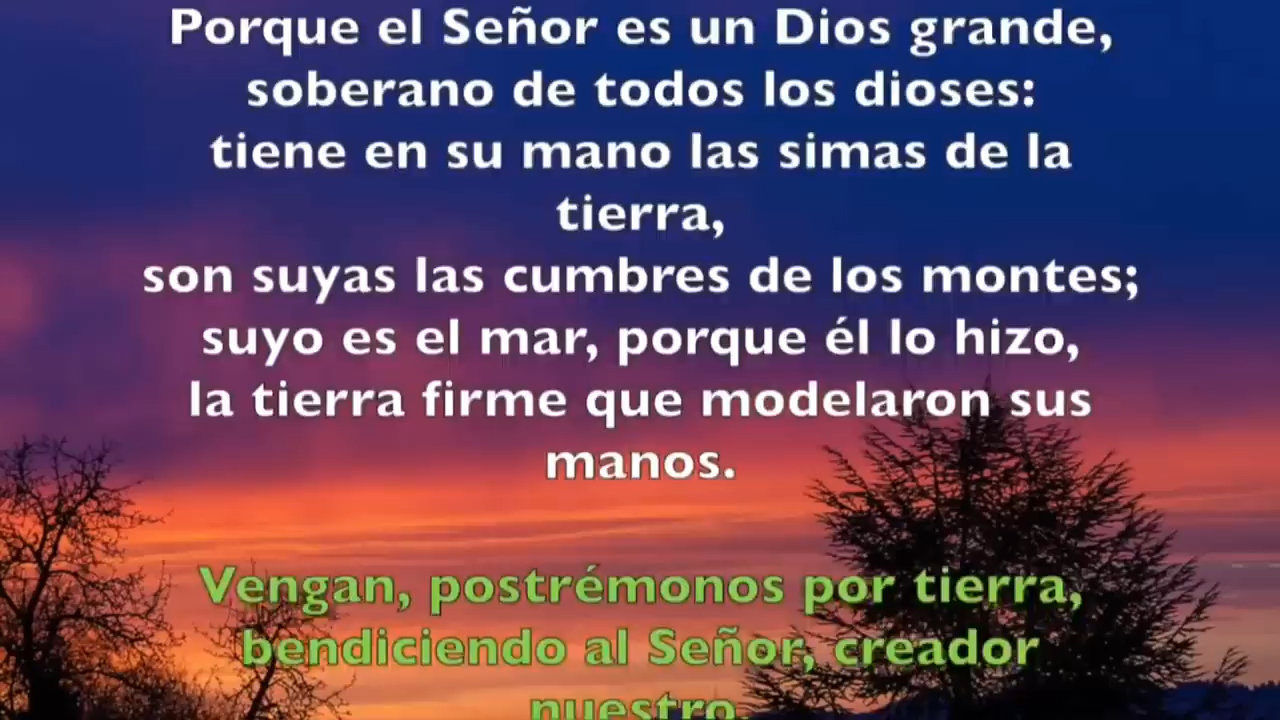 Porque el Señor es un Dios grande,
soberano de todos los dioses:
tiene en su mano las simas de la
tierra,
son suyas las cumbres de los montes;
suyo es el mar, porque él lo hizo,
la tierra firme que modelaron sus
manos.
Vengan, postrémonos por tierra,
bendiciendo al Señor, creador
nuestro.